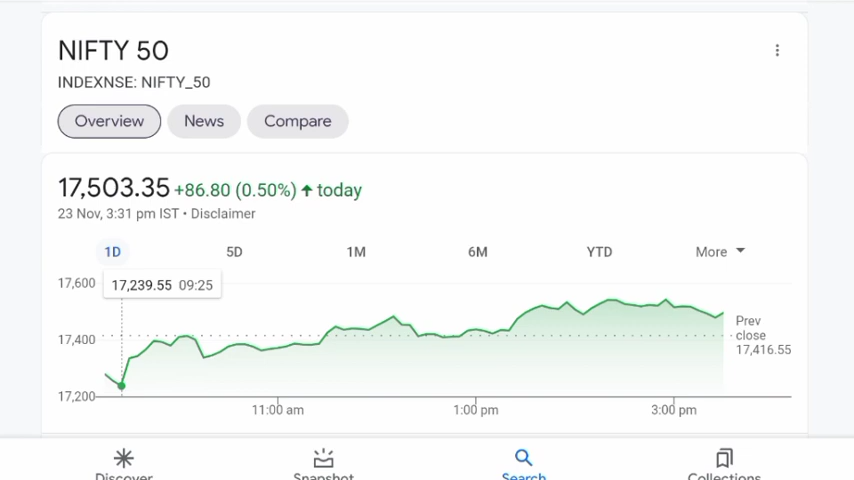 NIFTY 50
INDEXNSE: NIFTY_50
Overview News Compare
17,503.35 +86.80 (0.50%) ↑ today
23 Nov, 3:31 pm IST • Disclaimer
1D 5D 1M 6M YTD More
17,600
17,239.55 09:25
17,400
Prev
close
17,416.55
17,200
11:00 am 1:00 pm 3:00 pm
Discover Snapshot Search Collections